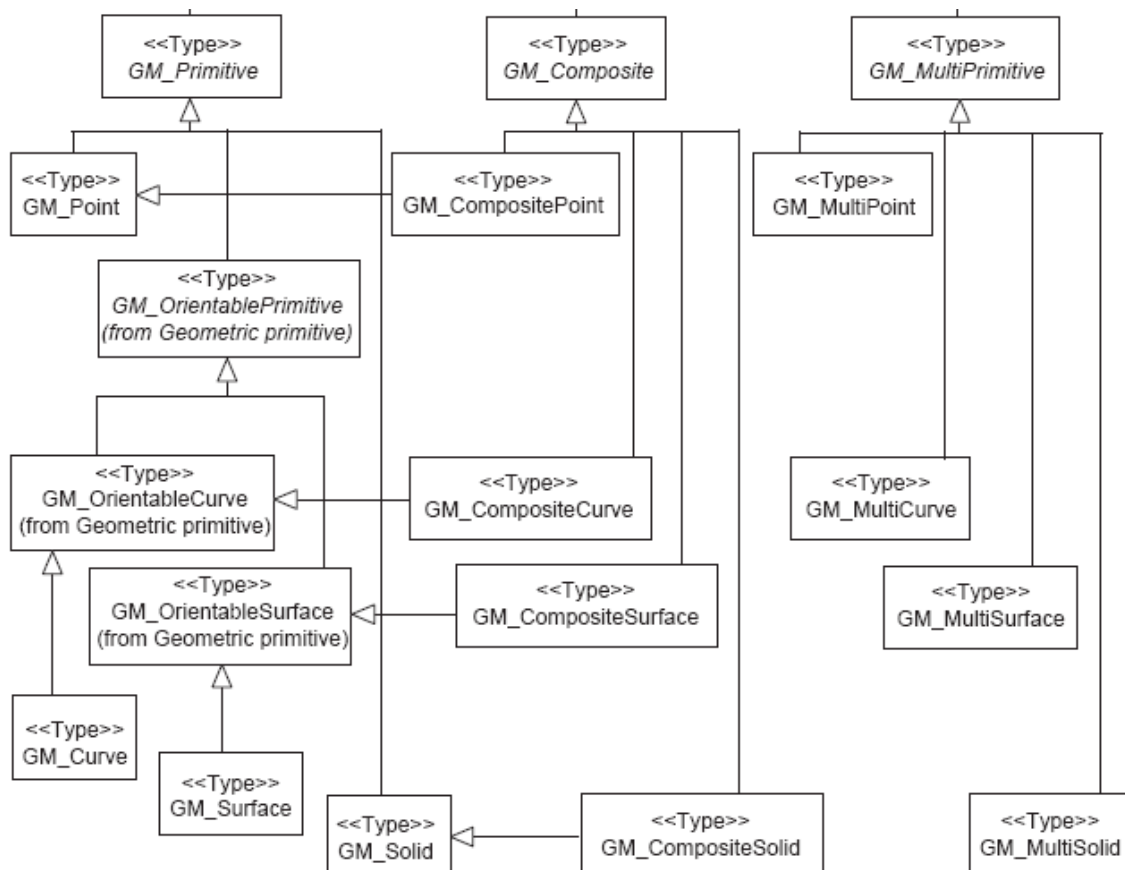 <<Type>>
GM_Primitive
<<Type>>
GM_Composite
<<Type>>
GM_MultiPrimitive
<<Type>>
GM_Point
<<Type>>
GM_CompositePoint
<<Type>>
GM_MultiPoint
<<Type>>
GM_OrientablePrimitive
(from Geometric primitive)
<<Type>>
GM_OrientableCurve
(from Geometric primitive)
<<Type>>
GM_CompositeCurve
<<Type>>
GM_MultiCurve
<<Type>>
GM_OrientableSurface
(from Geometric primitive)
<<Type>>
GM_CompositeSurface
<<Type>>
GM_MultiSurface
<<Type>>
GM_Curve
<<Type>>
GM_Surface
<<Type>>
GM_Solid
<<Type>>
GM_CompositeSolid
<<Type>>
GM_MultiSolid